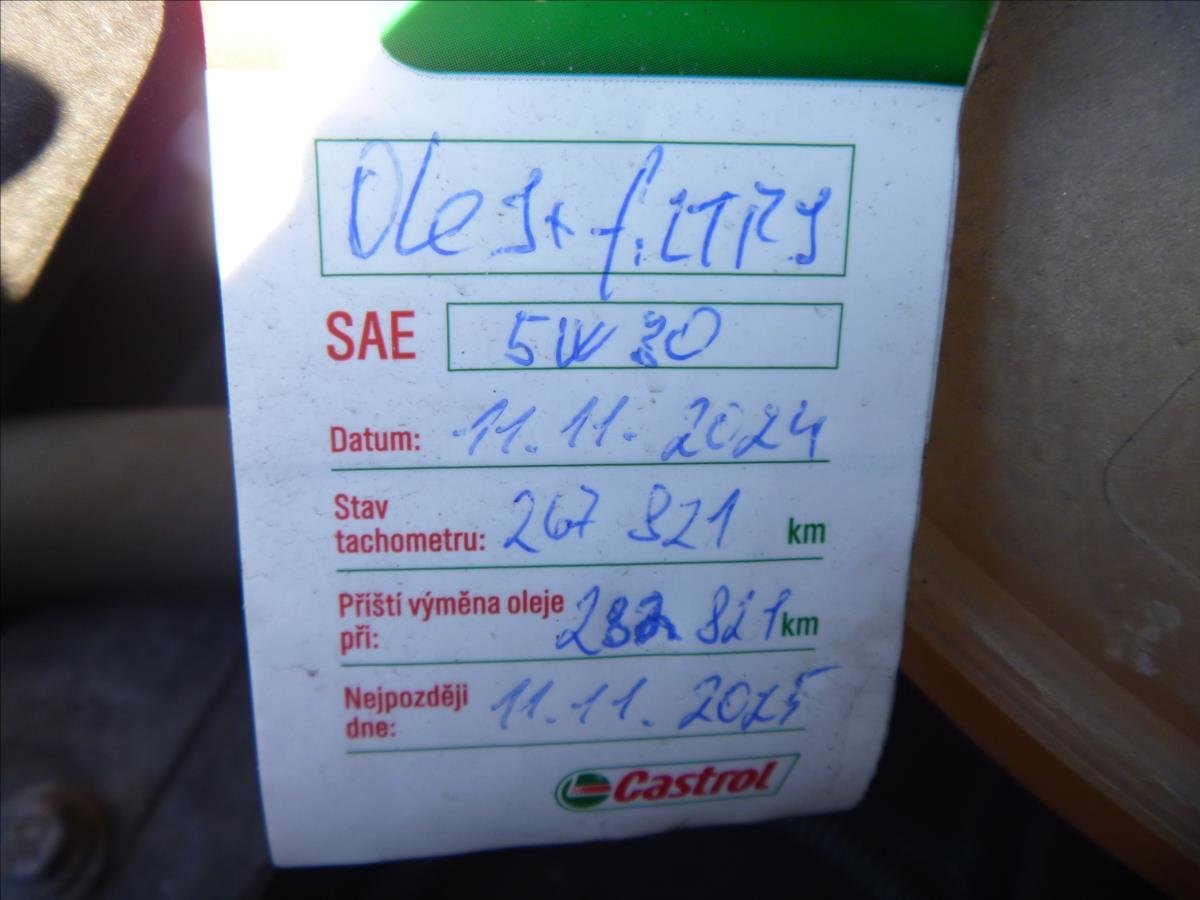 Olej + filtry
SAE 5W30
Datum: 11.11.2024
Stav
tachometru: 267 821 km
Příští výměna oleje
při: 821 km
Nejpozději
dne: 11.11.2025
Castrol